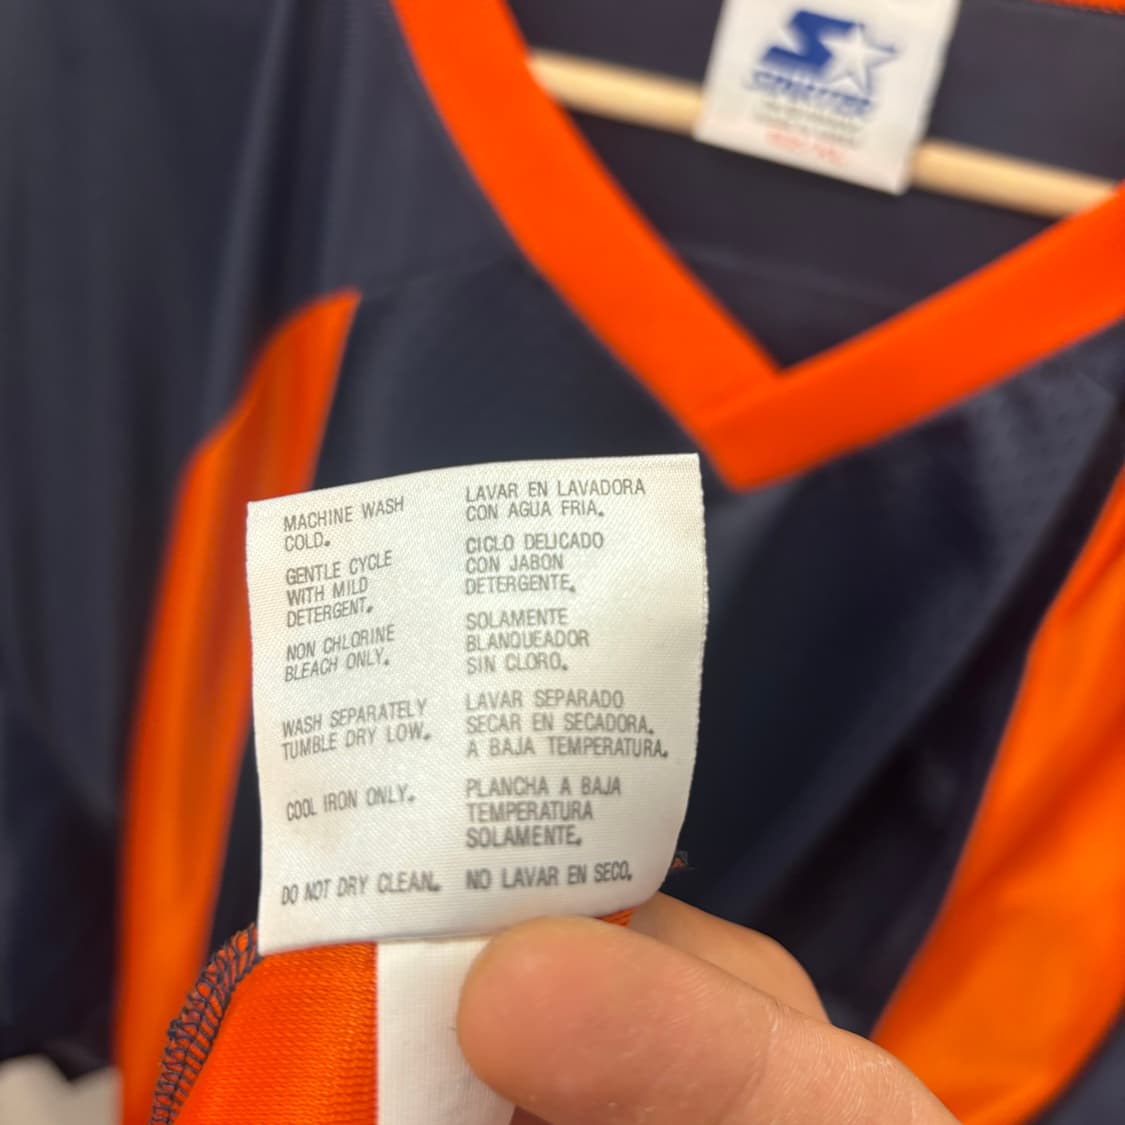 STARTER
MACHINE WASH
COLD.
GENTLE CYCLE
WITH MILD
DETERGENT.
NON CHLORINE
BLEACH ONLY.
WASH SEPARATELY
TUMBLE DRY LOW.
COOL IRON ONLY.
DO NOT DRY CLEAN.
LAVAR EN LAVADORA
CON AGUA FRIA.
CICLO DELICADO
CON JABON
DETERGENTE.
SOLAMENTE
BLANQUEADOR
SIN CLORO.
LAVAR SEPARADO
SECAR EN SECADORA.
A BAJA TEMPERATURA.
PLANCHA A BAJA
TEMPERATURA
SOLAMENTE.
NO LAVAR EN SECO.